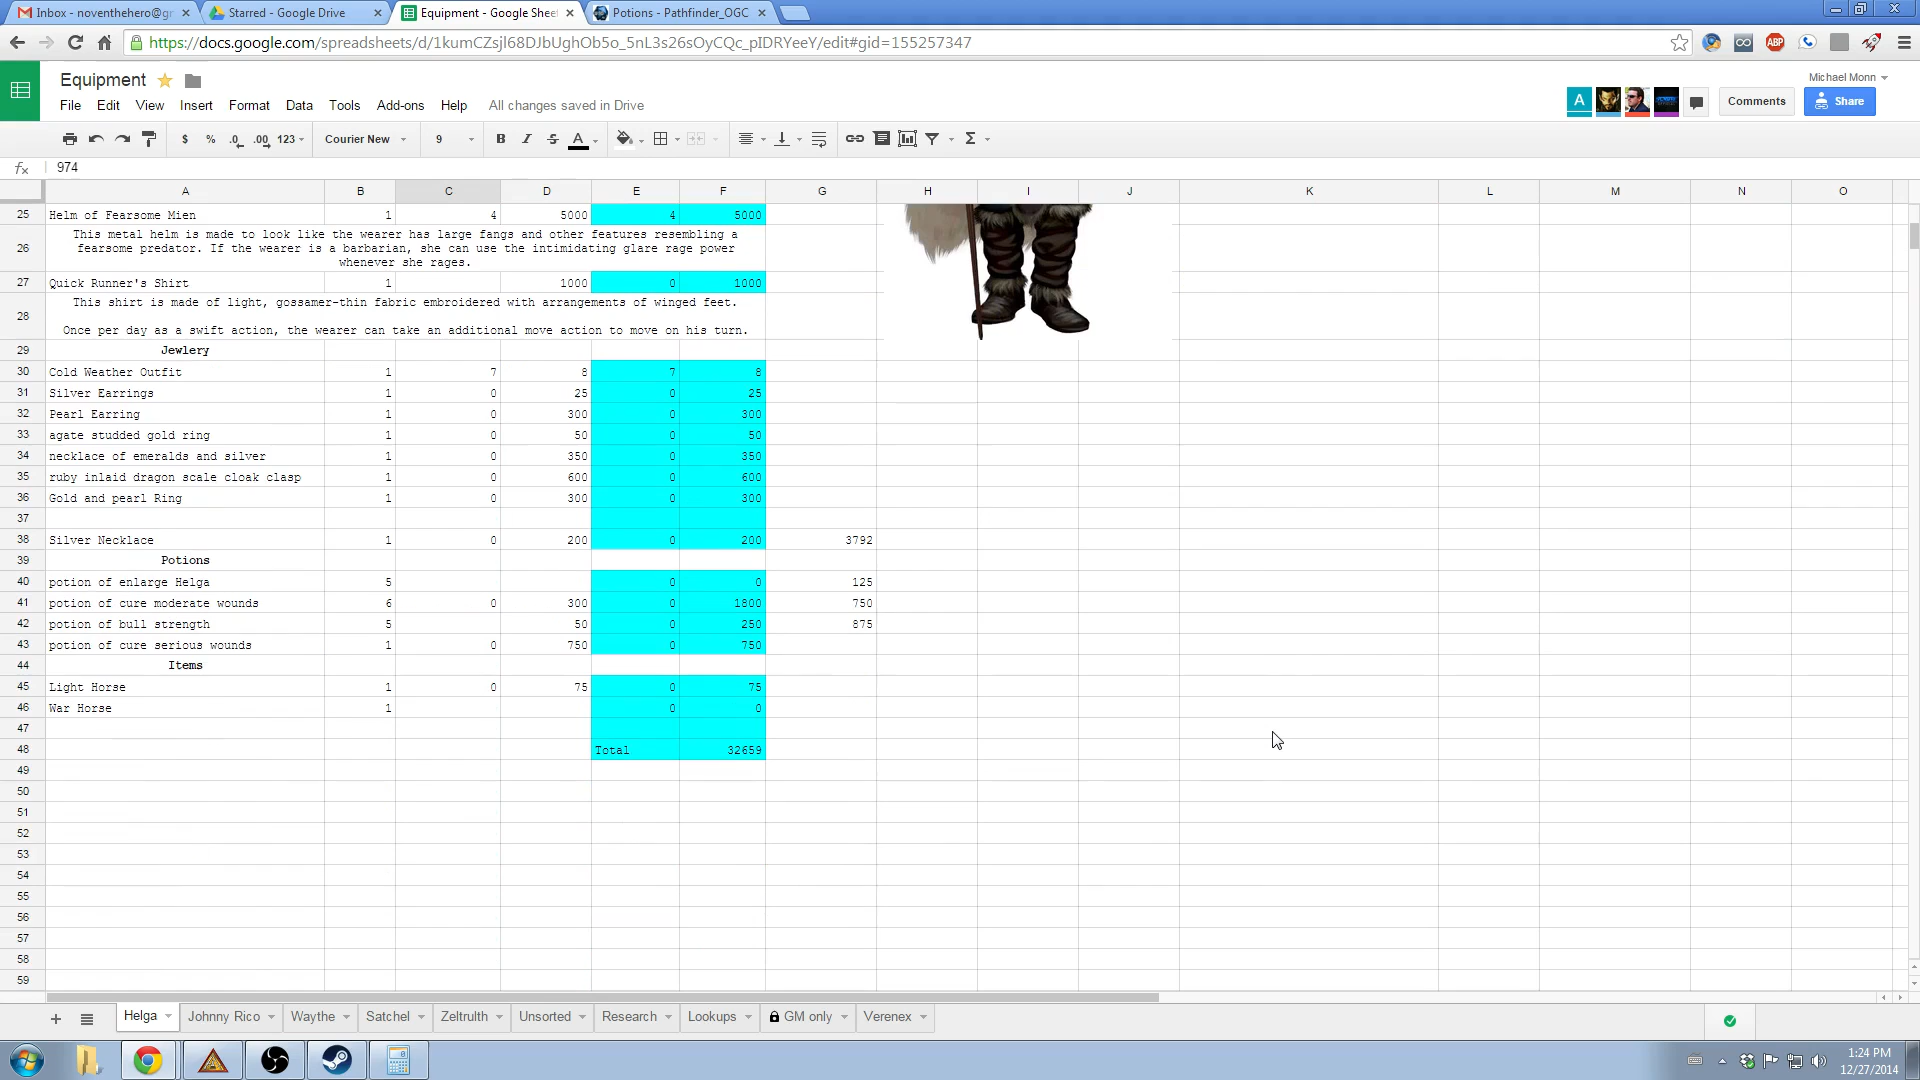 Inbox - noventhehero@gr
Starred - Google Drive
Equipment - Google Shee
Potions - Pathfinder_OGC
https://docs.google.com/spreadsheets/d/1kumCZsjl68DJbUghOb5o_5nL3s26sOyCQc_pIDRYeeY/edit#gid=155257347
ABP
Equipment
Michael Monn
File Edit View Insert Format Data Tools Add-ons Help All changes saved in Drive
A Comments Share
$ % .0 .00 123 Courier New 9 B I S A Σ
fx 974
A B C D E F G H I J K L M N O
25 Helm of Fearsome Mien 1 4 5000 4 5000
26 This metal helm is made to look like the wearer has large fangs and other features resembling a
fearsome predator. If the wearer is a barbarian, she can use the intimidating glare rage power
whenever she rages.
27 Quick Runner's Shirt 1 1000 0 1000
28 This shirt is made of light, gossamer-thin fabric embroidered with arrangements of winged feet.
Once per day as a swift action, the wearer can take an additional move action to move on his turn.
29 Jewlery
30 Cold Weather Outfit 1 7 8 7 8
31 Silver Earrings 1 0 25 0 25
32 Pearl Earring 1 0 300 0 300
33 agate studded gold ring 1 0 50 0 50
34 necklace of emeralds and silver 1 0 350 0 350
35 ruby inlaid dragon scale cloak clasp 1 0 600 0 600
36 Gold and pearl Ring 1 0 300 0 300
37
38 Silver Necklace 1 0 200 0 200 3792
39 Potions
40 potion of enlarge Helga 5 0 0 125
41 potion of cure moderate wounds 6 0 300 0 1800 750
42 potion of bull strength 5 50 0 250 875
43 potion of cure serious wounds 1 0 750 0 750
44 Items
45 Light Horse 1 0 75 0 75
46 War Horse 1 0 0
47
48 Total 32659
49
50
51
52
53
54
55
56
57
58
59
+ Helga Johnny Rico Waythe Satchel Zeltrulth Unsorted Research Lookups GM only Verenex
1:24 PM
12/27/2014